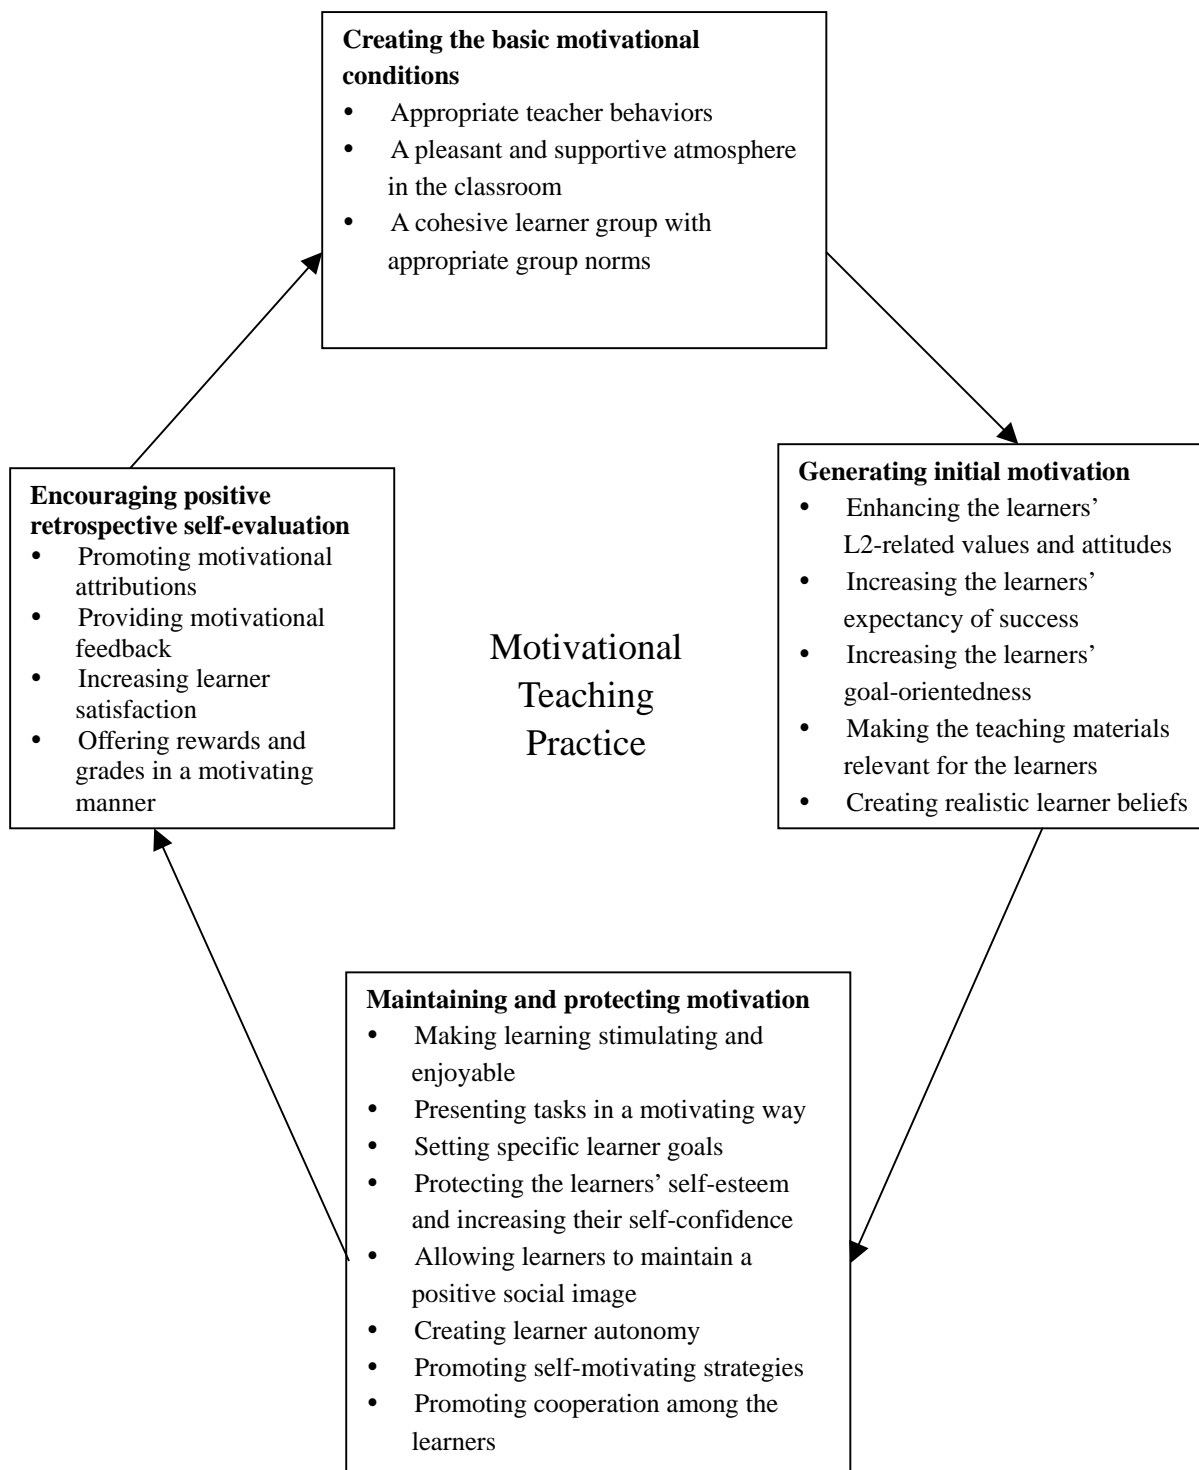 Creating the basic motivational
conditions
• Appropriate teacher behaviors
• A pleasant and supportive atmosphere
in the classroom
• A cohesive learner group with
appropriate group norms
Generating initial motivation
• Enhancing the learners’
L2-related values and attitudes
• Increasing the learners’
expectancy of success
• Increasing the learners’
goal-orientedness
• Making the teaching materials
relevant for the learners
• Creating realistic learner beliefs
Encouraging positive
retrospective self-evaluation
• Promoting motivational
attributions
• Providing motivational
feedback
• Increasing learner
satisfaction
• Offering rewards and
grades in a motivating
manner
Motivational
Teaching
Practice
Maintaining and protecting motivation
• Making learning stimulating and
enjoyable
• Presenting tasks in a motivating way
• Setting specific learner goals
• Protecting the learners’ self-esteem
and increasing their self-confidence
• Allowing learners to maintain a
positive social image
• Creating learner autonomy
• Promoting self-motivating strategies
• Promoting cooperation among the
learners